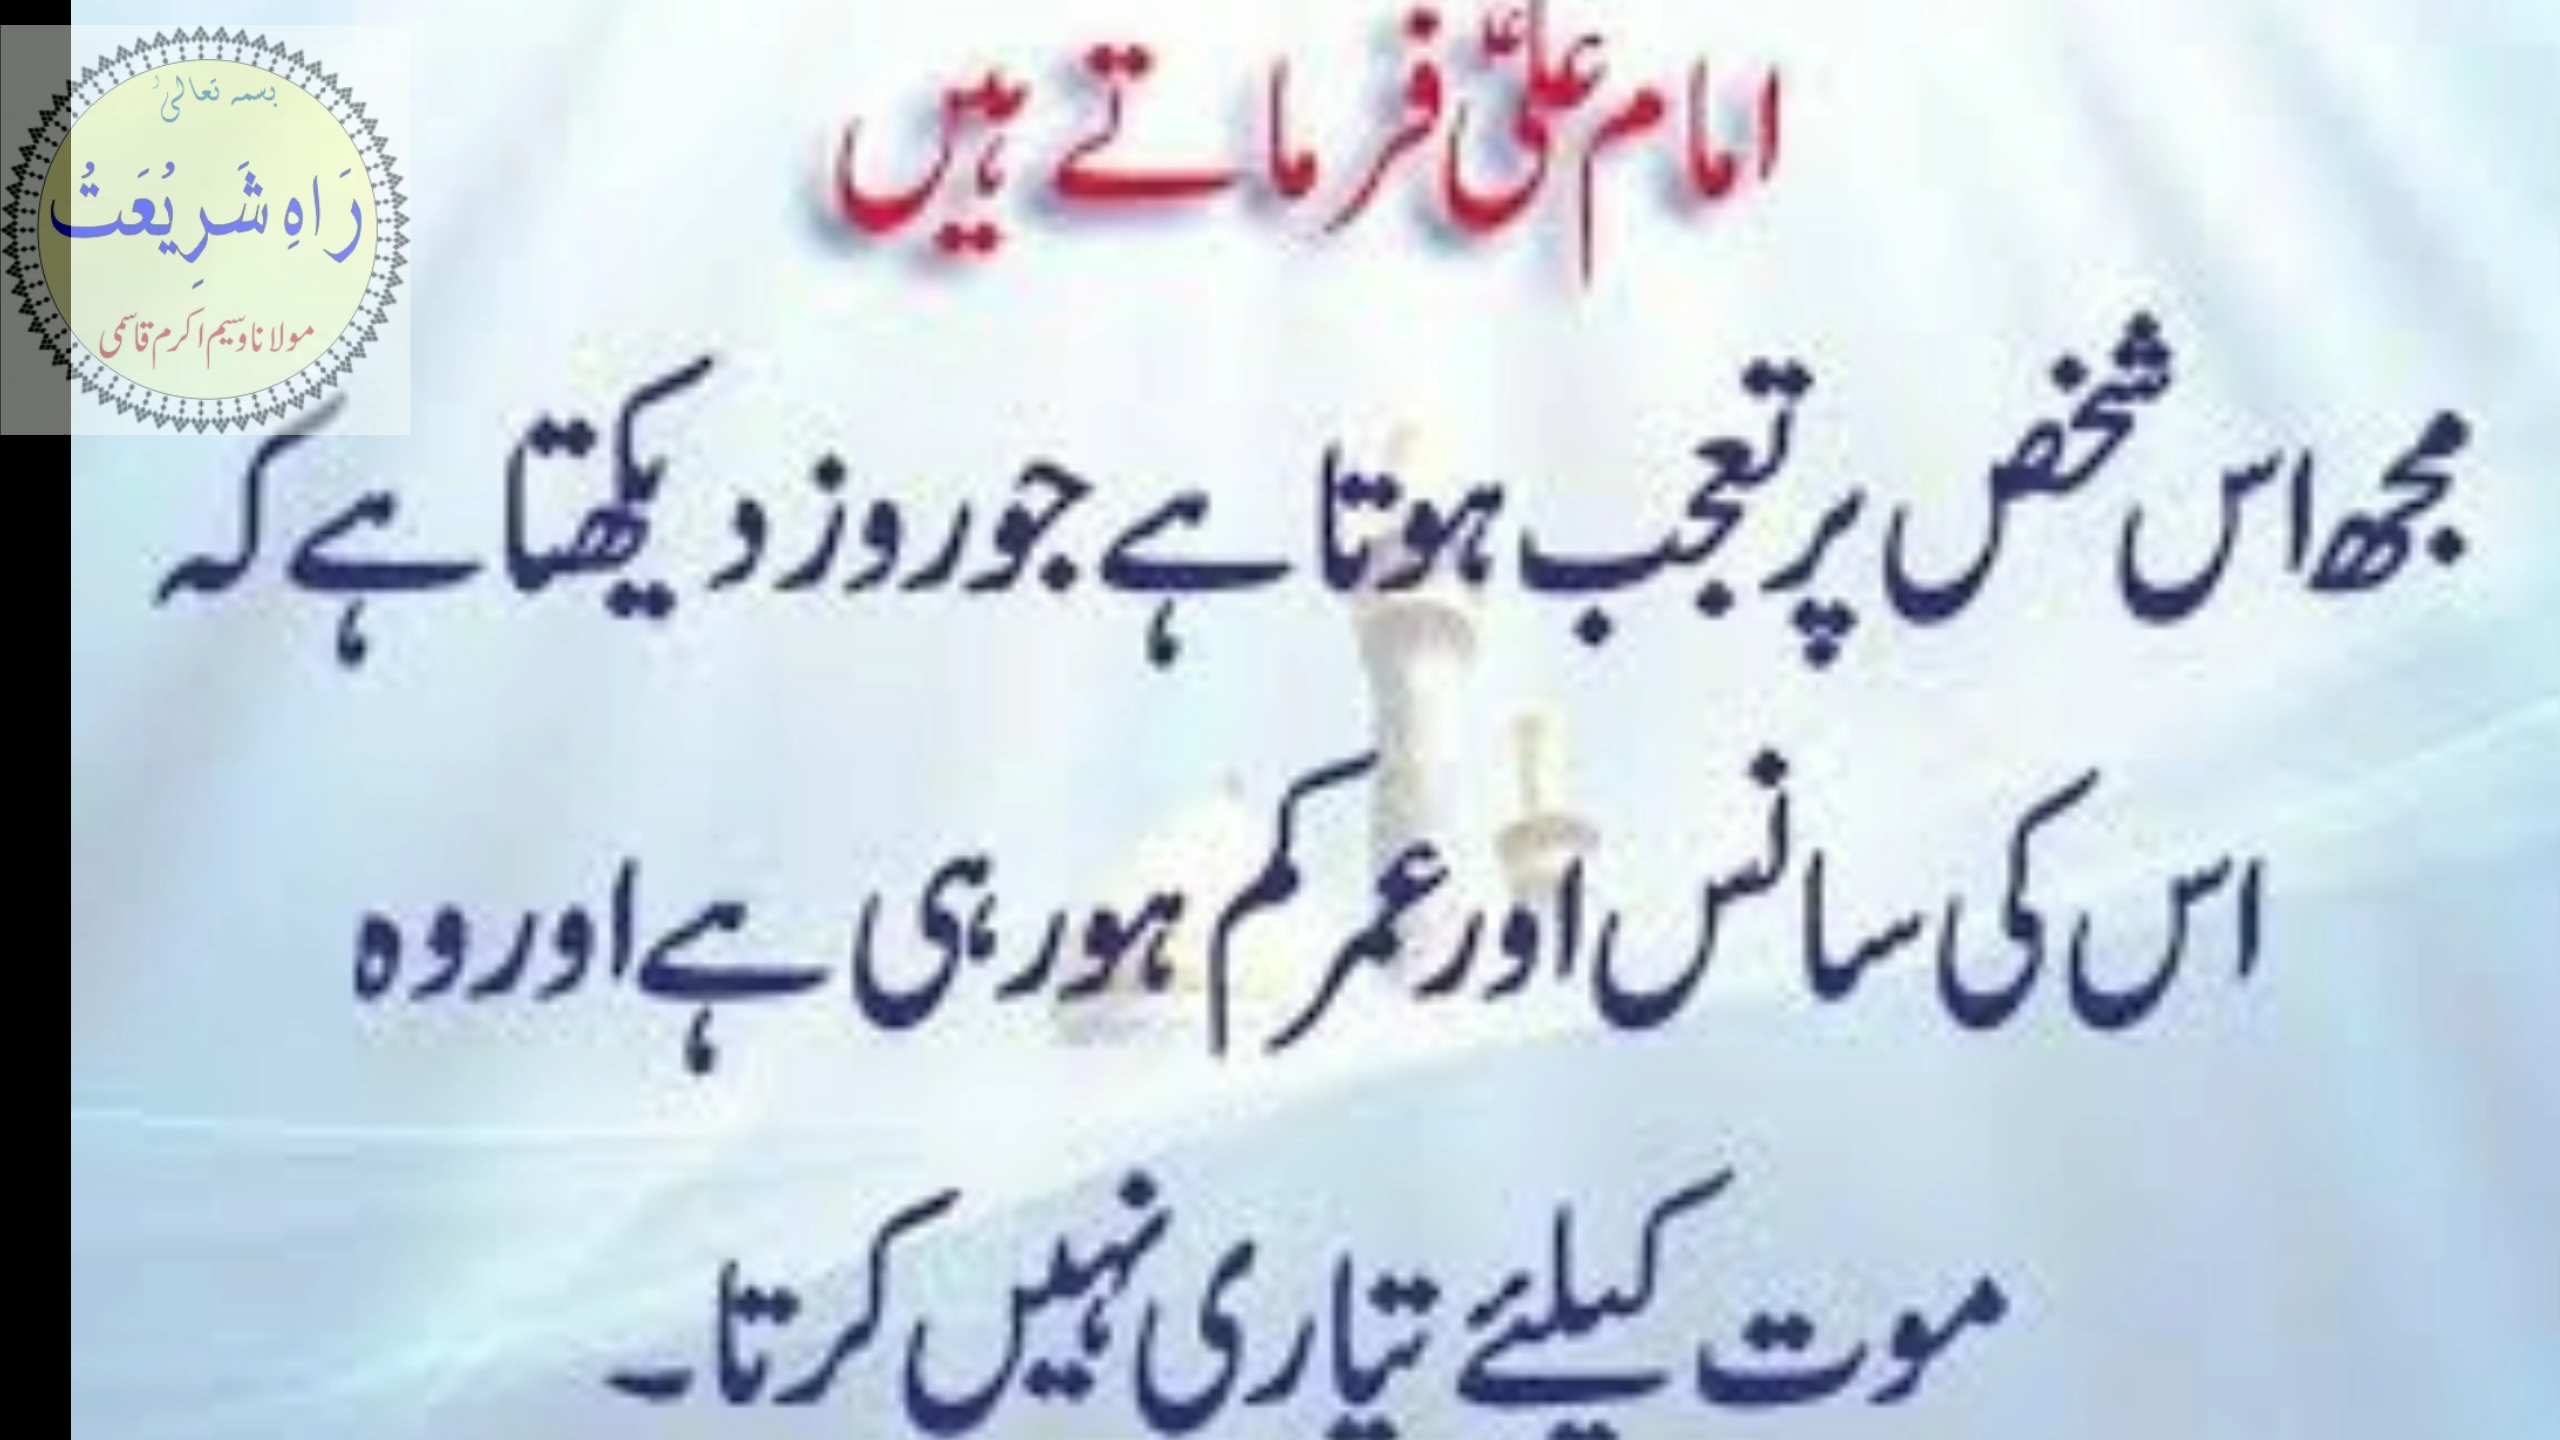 بسمہ تعالیٰ
رَاہِ شَرِیْعَتْ
مولانا وسیم اکرم قاسمی
امام علیؑ فرماتے ہیں
مجھ اس شخص پر تعجب ہوتا ہے جو روز دیکھتا ہے کہ
اس کی سانس اور عمر کم ہو رہی ہے اور وہ
موت کیلئے تیاری نہیں کرتا۔